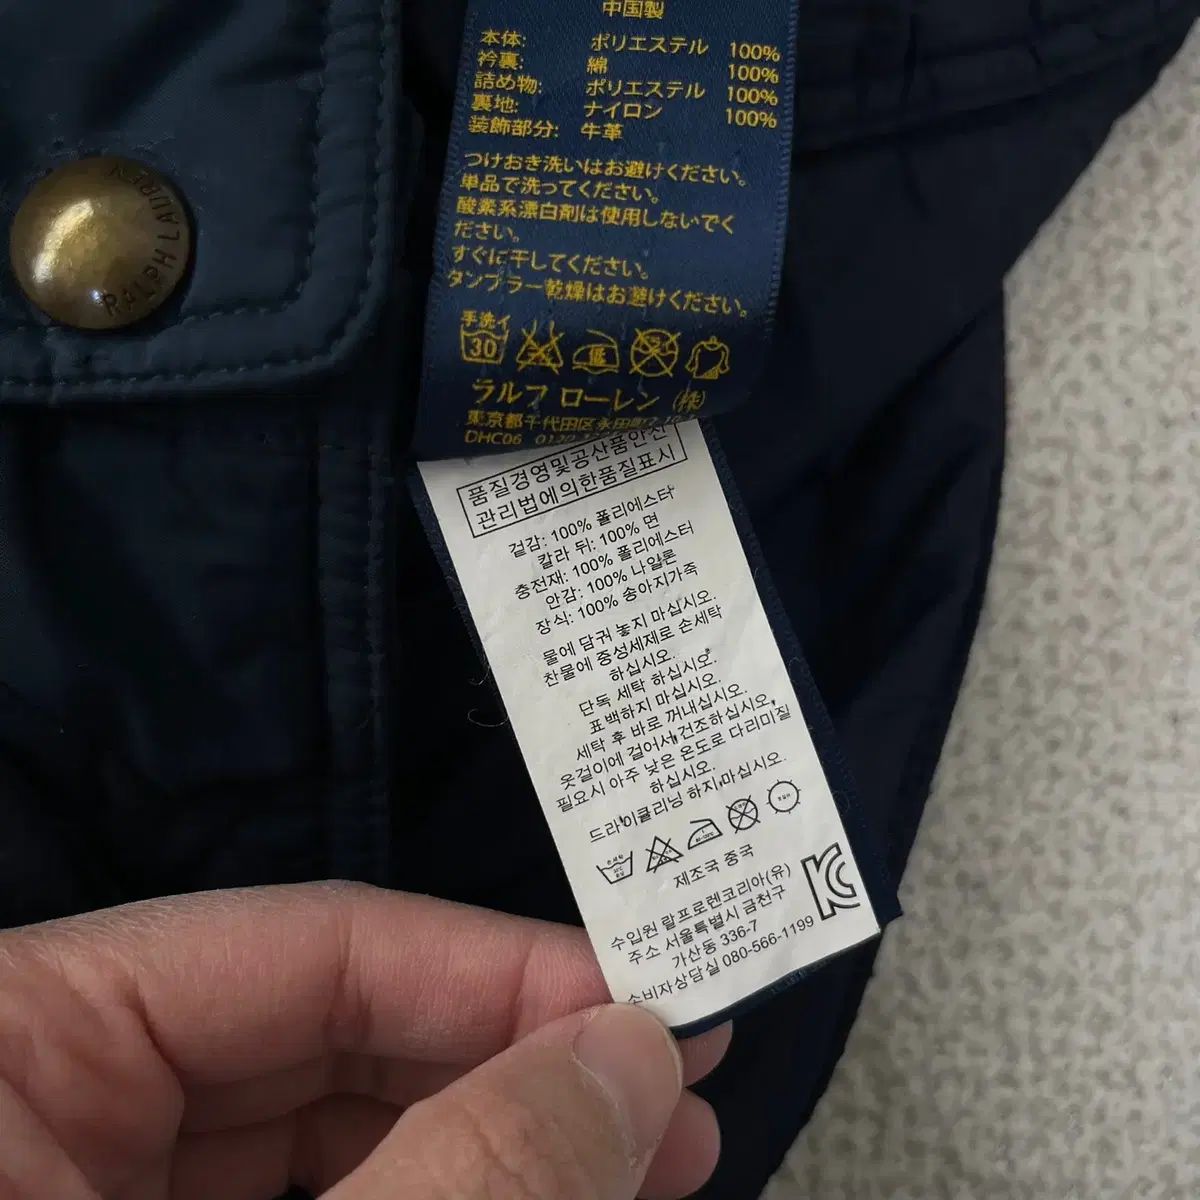 中国製
本体: ポリエステル 100%
衿裏: 綿 100%
詰め物: ポリエステル 100%
裏地: ナイロン 100%
装飾部分: 牛革
つけおき洗いはお避けください。
単品で洗ってください。
酸素系漂白剤は使用しないでく
ださい。
すぐに干してください。
タンブラー乾燥はお避けください。
手洗イ
30
ラルフ ローレン (株)
東京都千代田区永田町
DHC06 0120
품질경영및공산품안전
관리법에의한품질표시
겉감: 100% 폴리에스터
칼라 뒤: 100% 면
충전재: 100% 폴리에스터
안감: 100% 나일론
장식: 100% 송아지가죽
물에 담궈 놓지 마십시오.
찬물에 중성세제로 손세탁
하십시오.
단독 세탁 하십시오.
표백하지 마십시오.
세탁 후 바로 꺼내십시오.
옷걸이에 걸어서 건조하십시오.
필요시 아주 낮은 온도로 다리미질
하십시오.
드라이클리닝 하지 마십시오.
제조국 중국
수입원 랄프로렌코리아(유)
주소 서울특별시 금천구
가산동 336-7
소비자상담실 080-566-1199
RALPH LAUREN